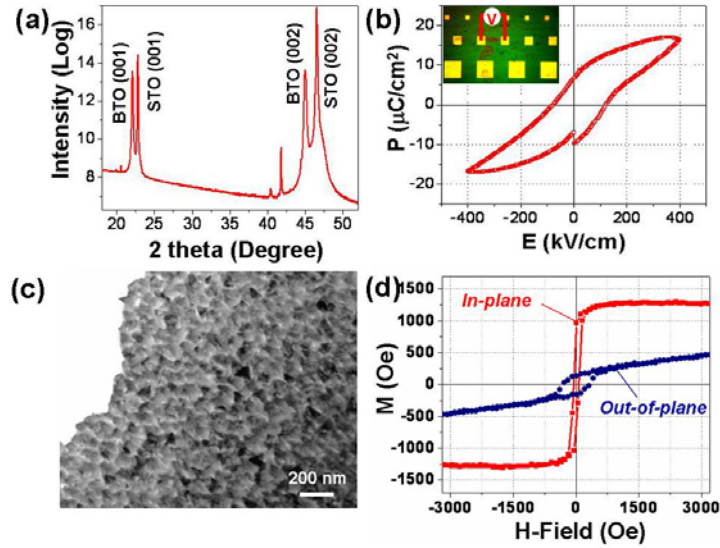 (a)
Intensity (Log)
16
14
12
10
8
BTO (001)
STO (001)
BTO (002)
STO (002)
20 25 30 35 40 45 50
2 theta (Degree)
(b)
V
P (μC/cm²)
20
10
0
-10
-20
-400 -200 0 200 400
E (kV/cm)
(c)
200 nm
(d)
M (Oe)
1500
1000
500
0
-500
-1000
-1500
In-plane
Out-of-plane
-3000 -1500 0 1500 3000
H-Field (Oe)